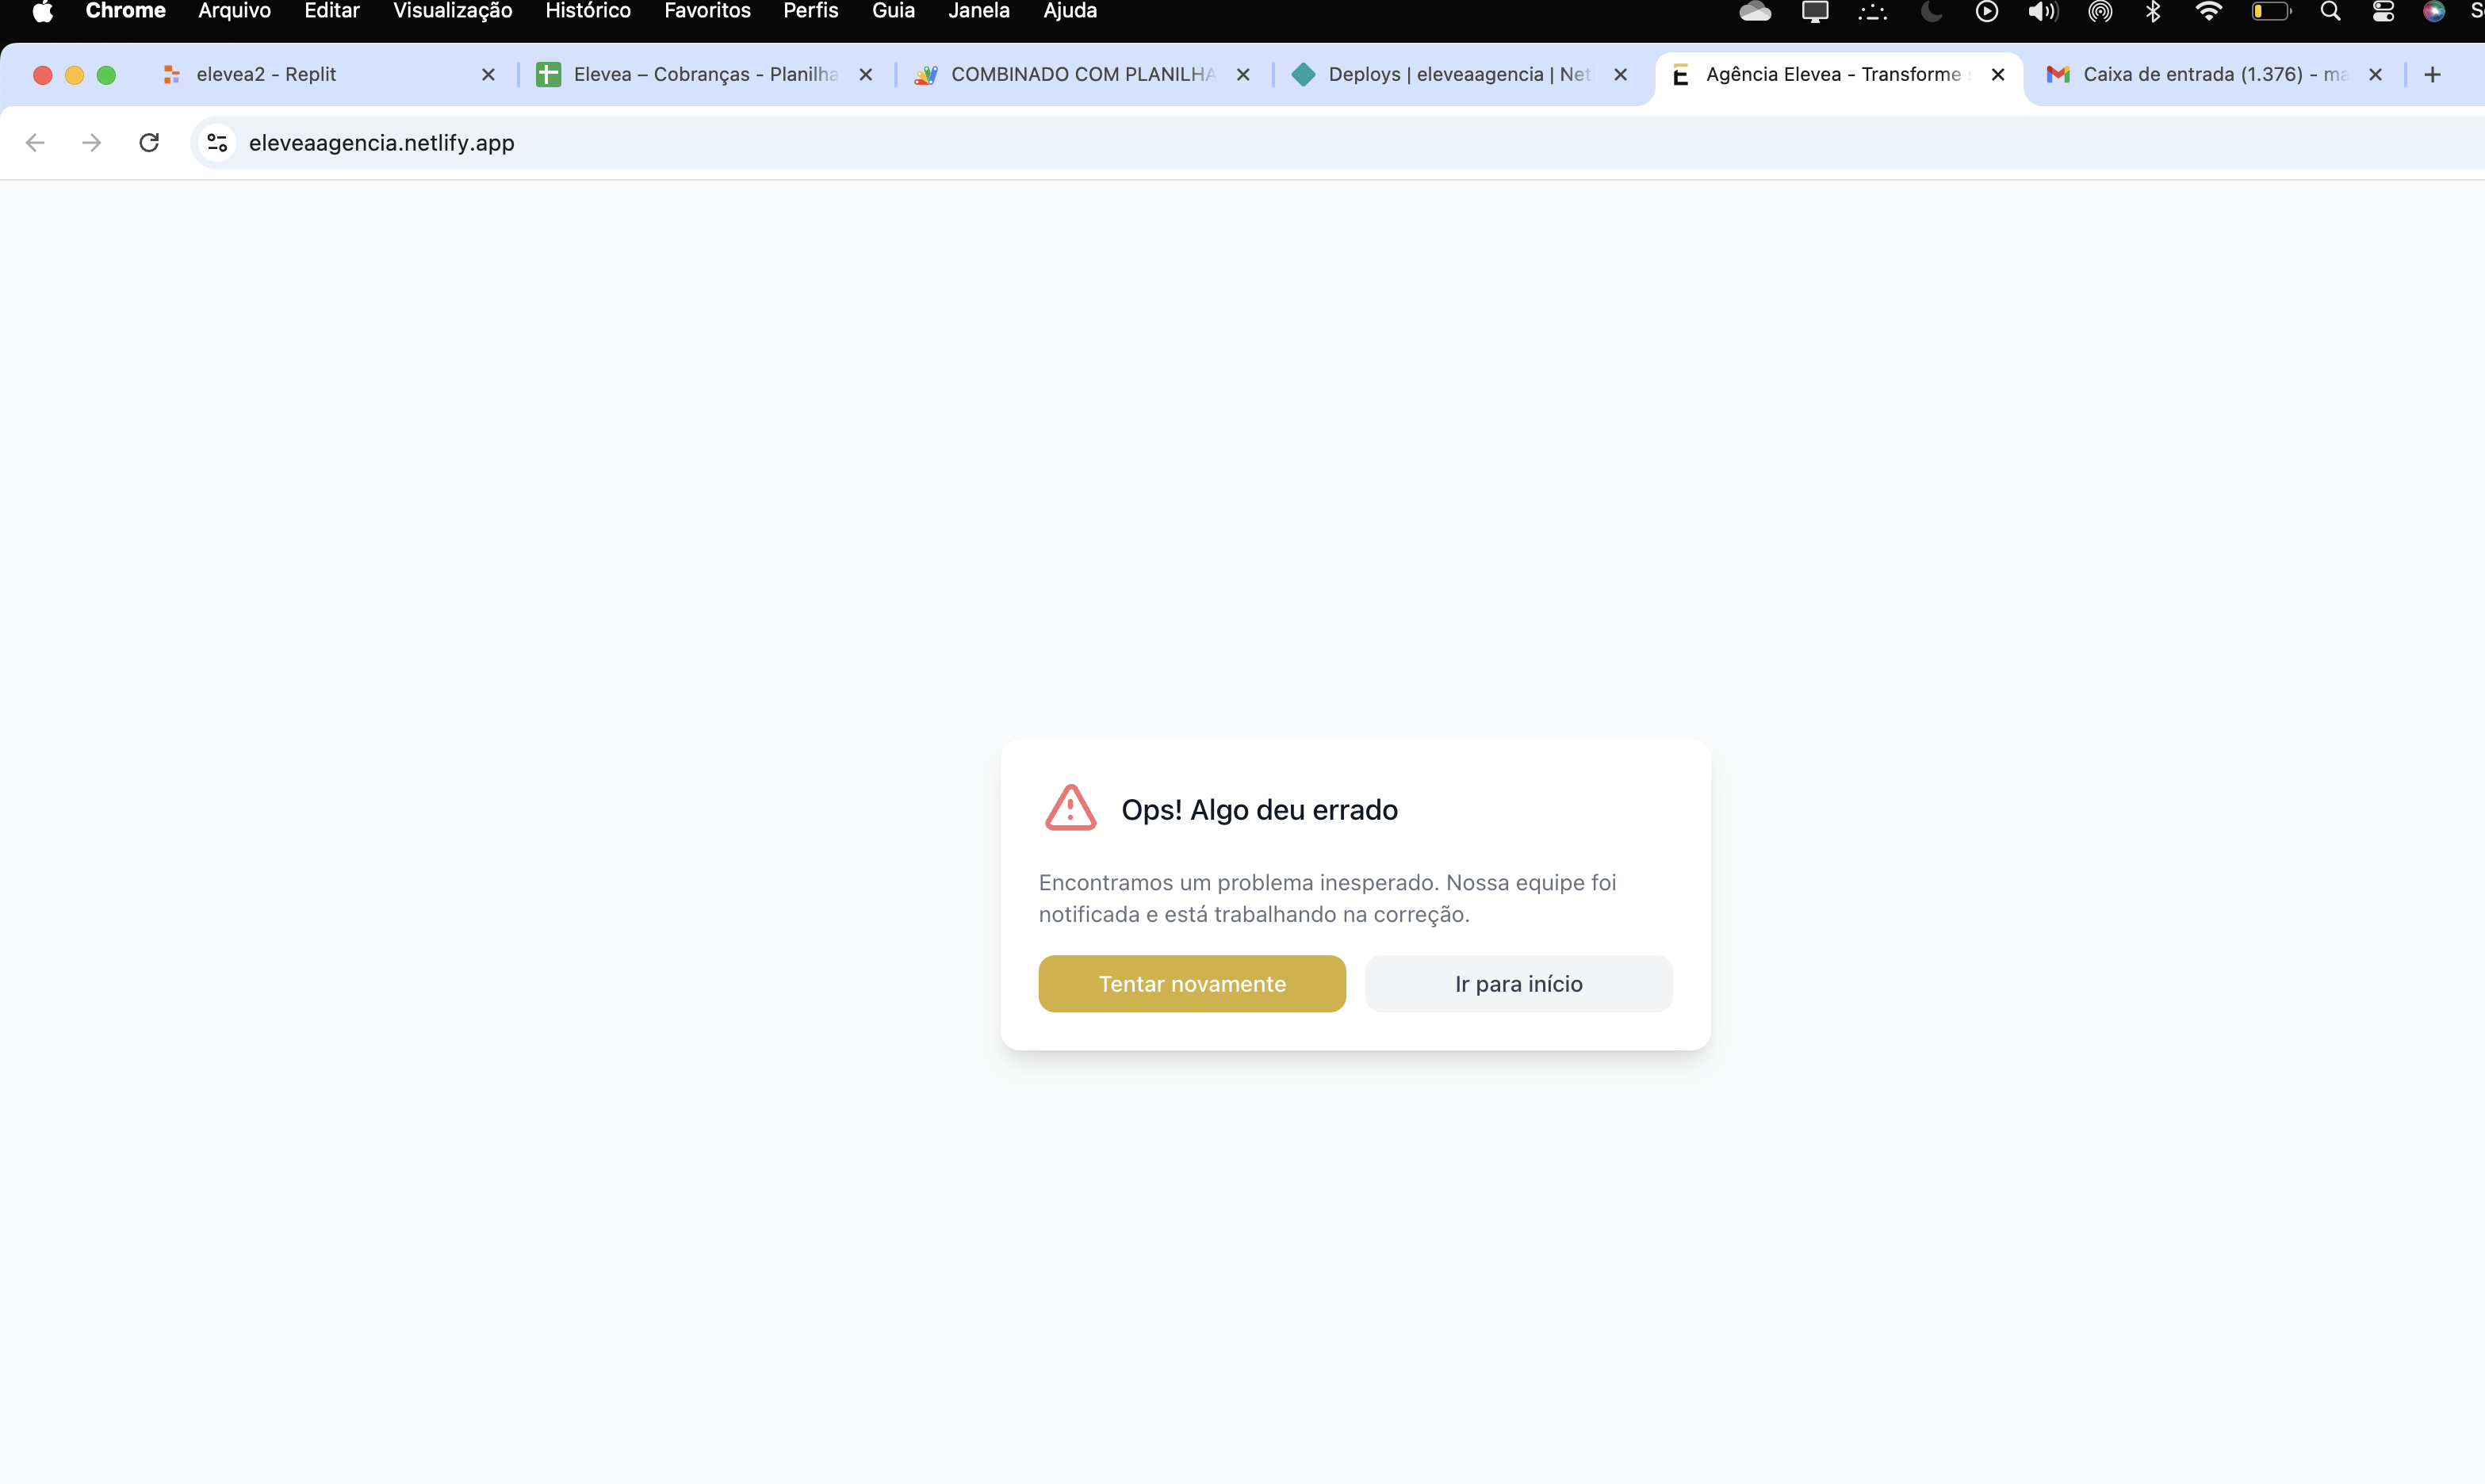 Chrome Arquivo Editar Visualização Histórico Favoritos Perfis Guia Janela Ajuda
elevea2 - Replit
Elevea – Cobranças - Planilha
COMBINADO COM PLANILHA
Deploys | eleveaagencia | Net
Agência Elevea - Transforme
Caixa de entrada (1.376) - ma
eleveaagencia.netlify.app
Ops! Algo deu errado
Encontramos um problema inesperado. Nossa equipe foi
notificada e está trabalhando na correção.
Tentar novamente
Ir para início